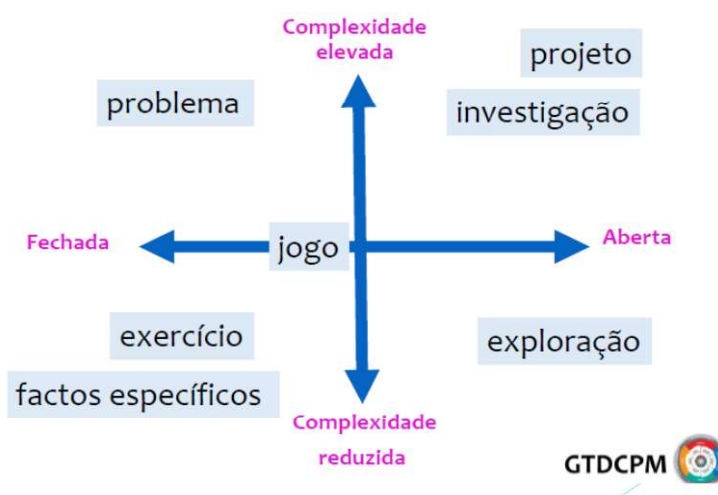 Complexidade
elevada
projeto
problema
investigação
Fechada
jogo
Aberta
exercício
exploração
factos específicos
Complexidade
reduzida
GTDCPM